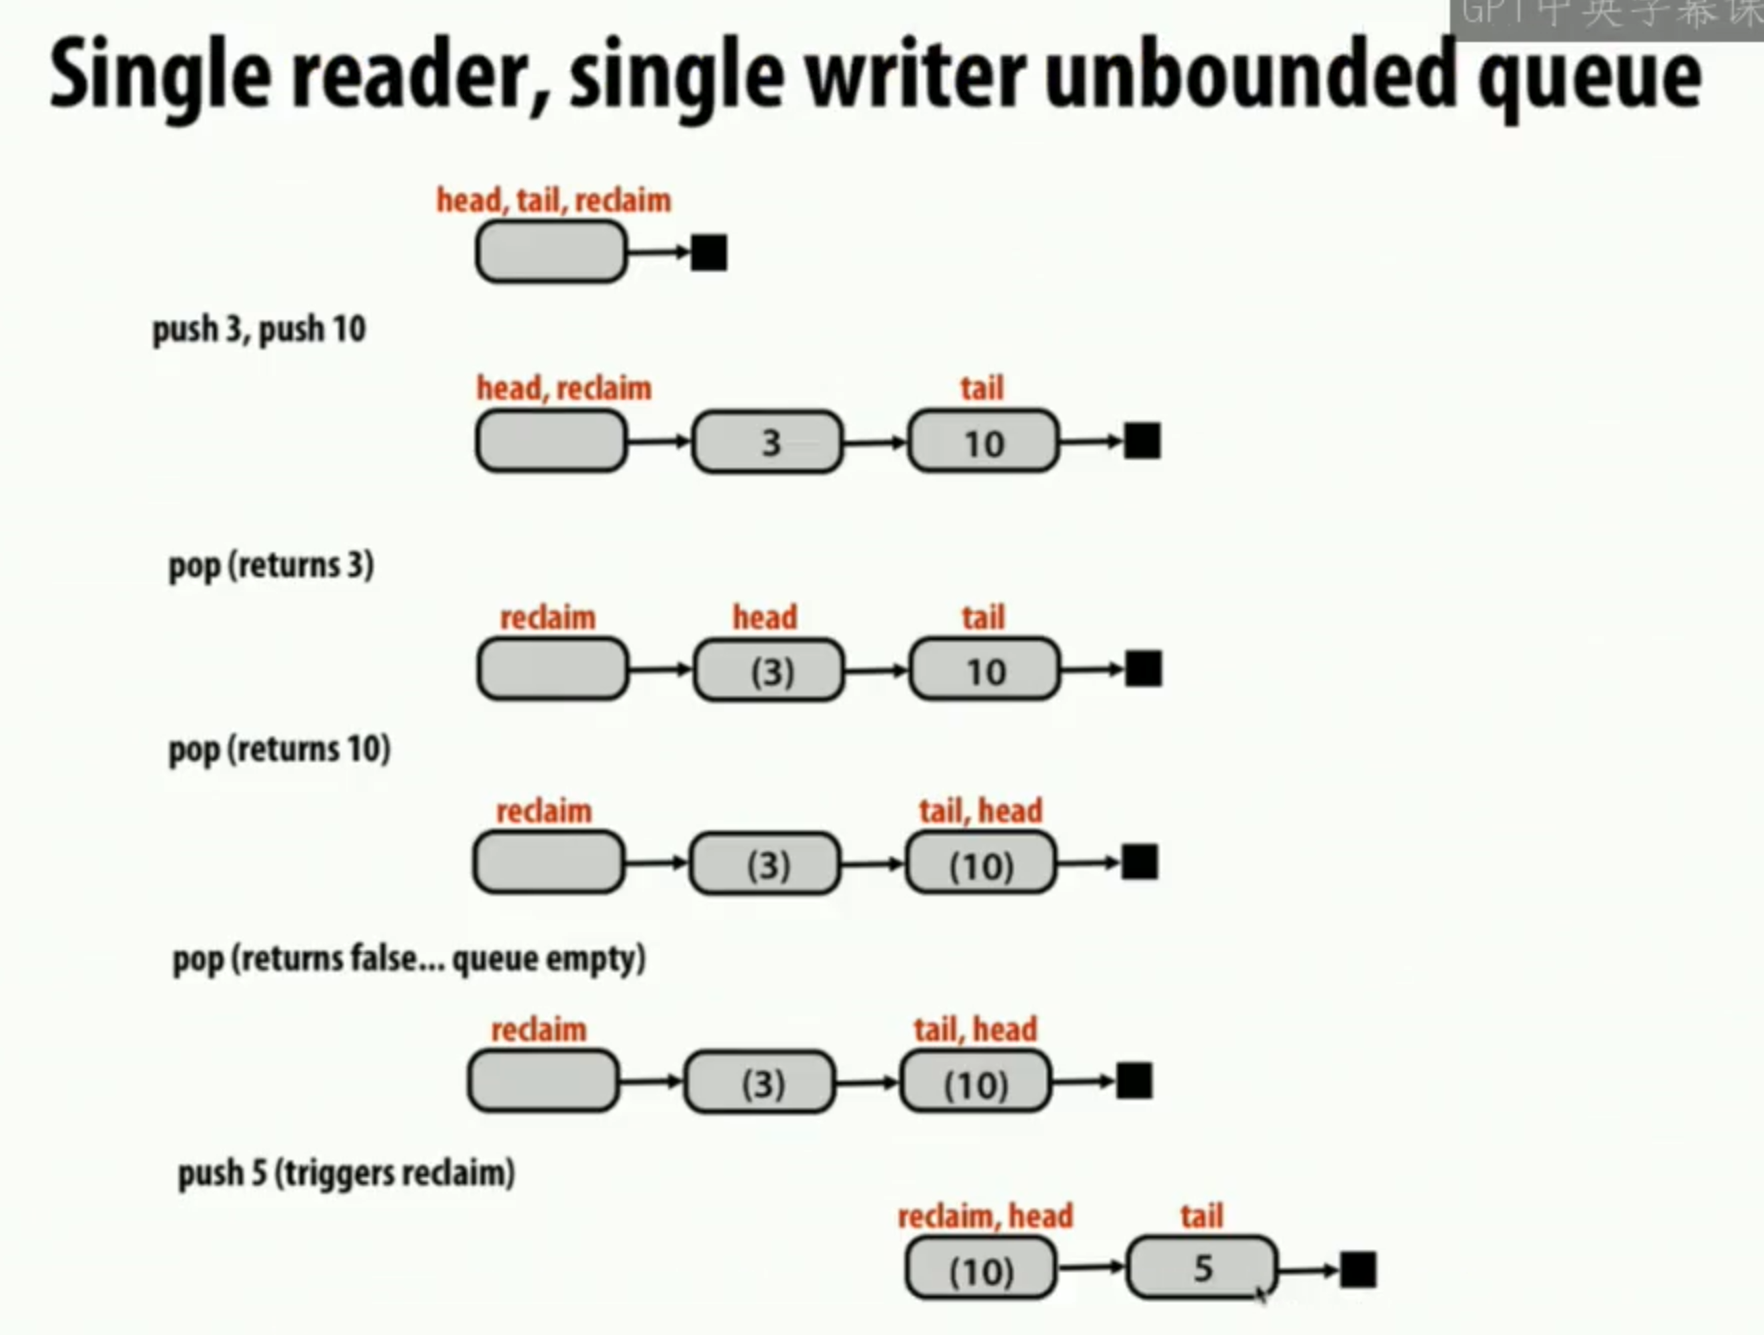 GPT中英字幕课
Single reader, single writer unbounded queue
head, tail, reclaim
push 3, push 10
head, reclaim tail
3 10
pop (returns 3)
reclaim head tail
(3) 10
pop (returns 10)
reclaim tail, head
(3) (10)
pop (returns false... queue empty)
reclaim tail, head
(3) (10)
push 5 (triggers reclaim)
reclaim, head tail
(10) 5